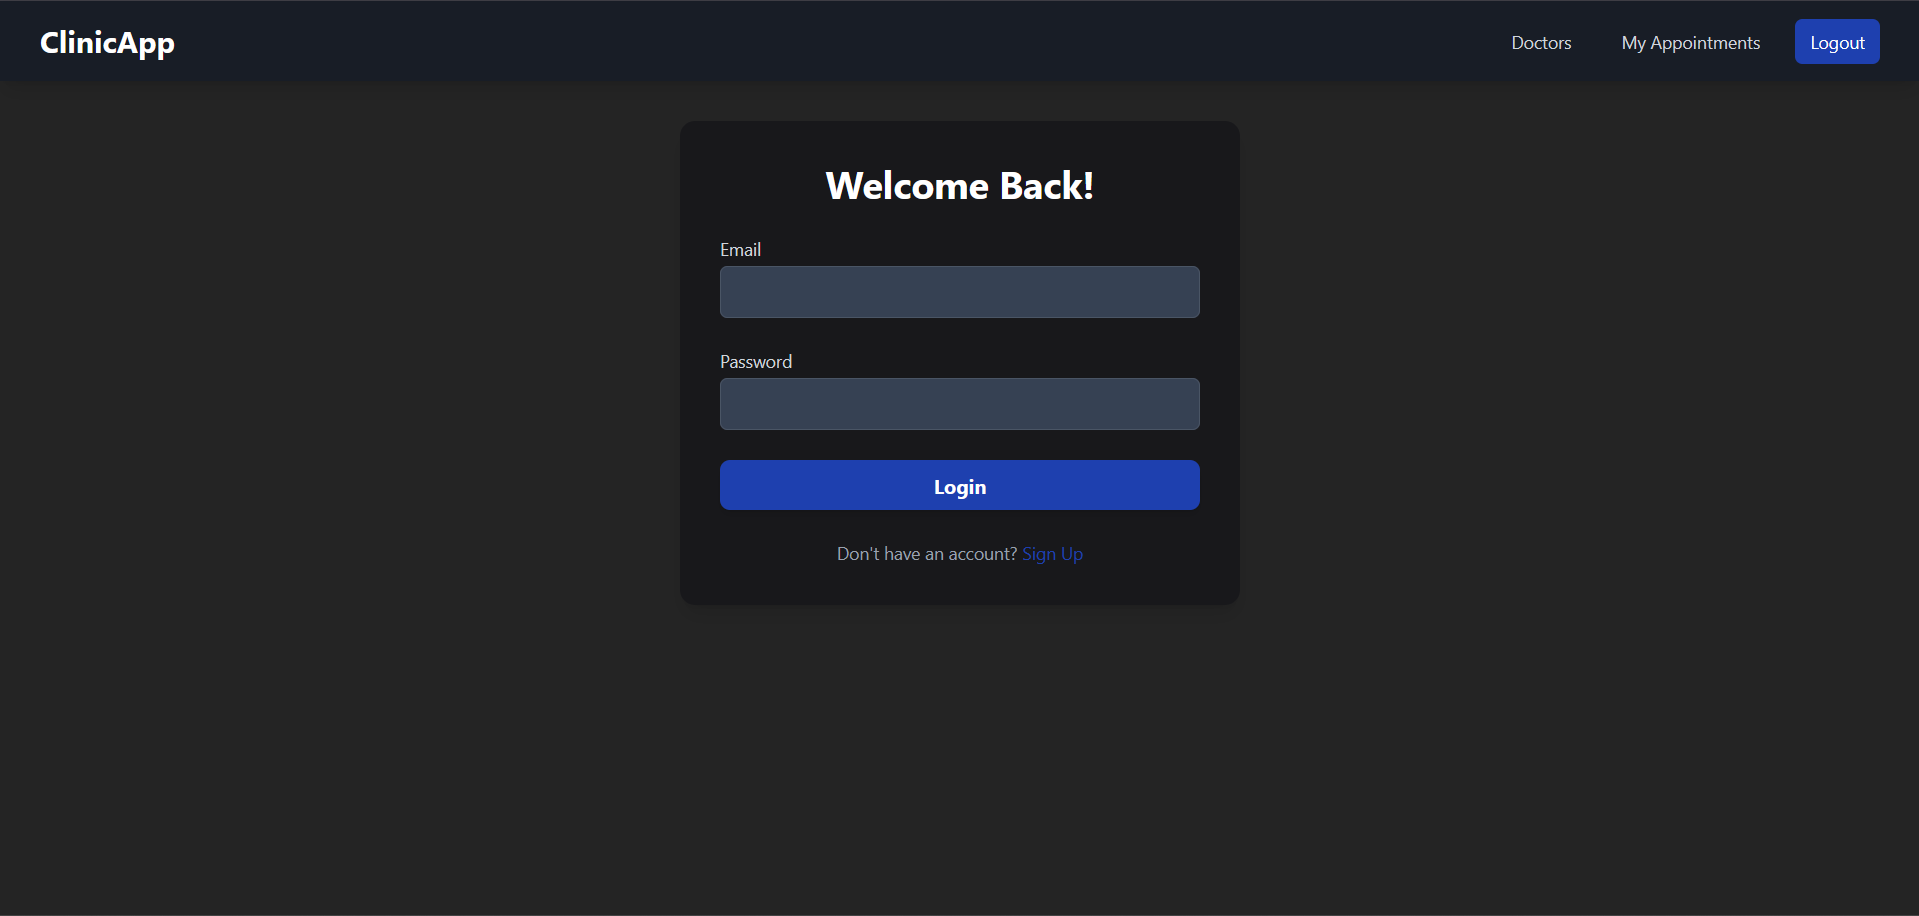 ClinicApp
Doctors
My Appointments
Logout
Welcome Back!
Email
Password
Login
Don't have an account? Sign Up